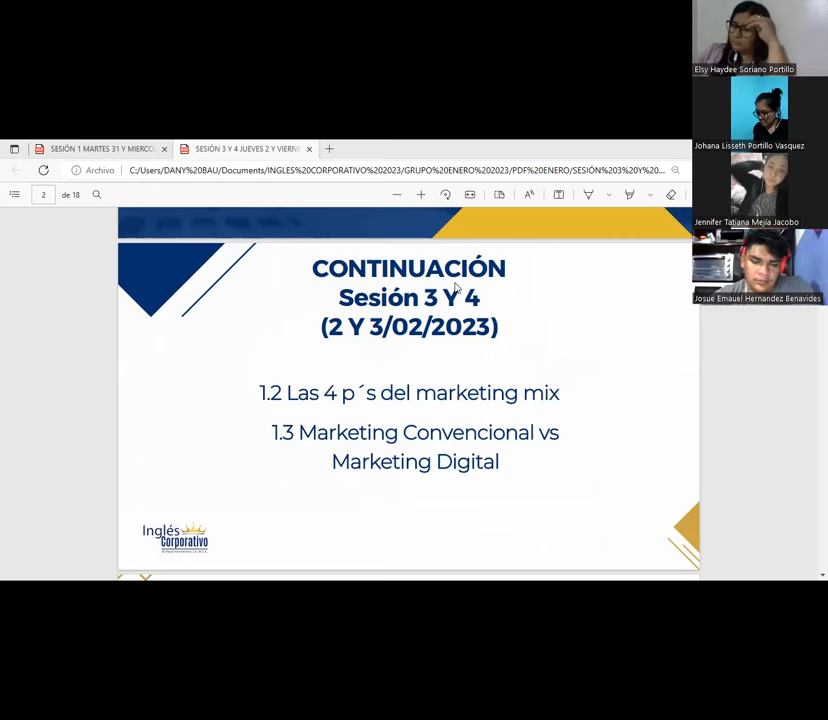 Elsy Haydee Soriano Portillo
Johana Lisseth Portillo Vasquez
Jennifer Tatiana Mejía Jacobo
Josue Emauel Hernandez Benavides
SESIÓN 1 MARTES 31 Y MIERCO
SESIÓN 3 Y 4 JUEVES 2 Y VIERN
Archivo
C:/Users/DANY%20BAU/Documents/INGLES%20CORPORATIVO%202023/GRUPO%20ENERO%202023/PDF%20ENERO/SESIÓN%203%20Y%20...
2 de 18
CONTINUACIÓN
Sesión 3 Y 4
(2 Y 3/02/2023)
1.2 Las 4 p´s del marketing mix
1.3 Marketing Convencional vs
Marketing Digital
Inglés
Corporativo